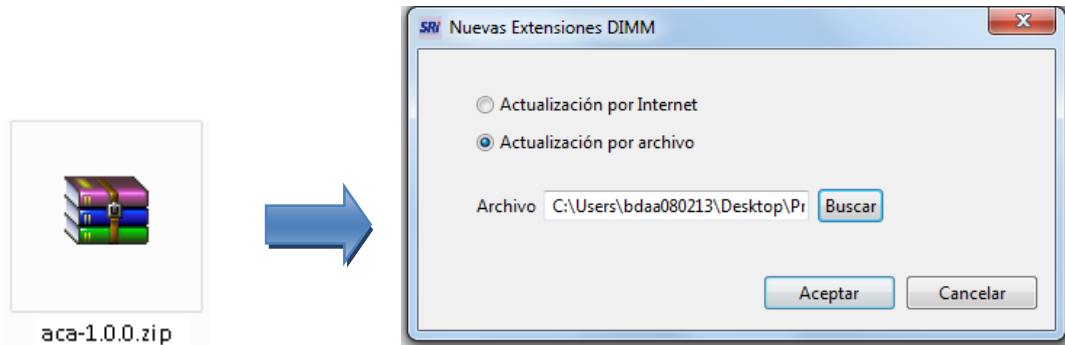 SRi Nuevas Extensiones DIMM
Actualización por Internet
Actualización por archivo
Archivo C:\Users\bdaa080213\Desktop\Pr Buscar
Aceptar Cancelar
aca-1.0.0.zip